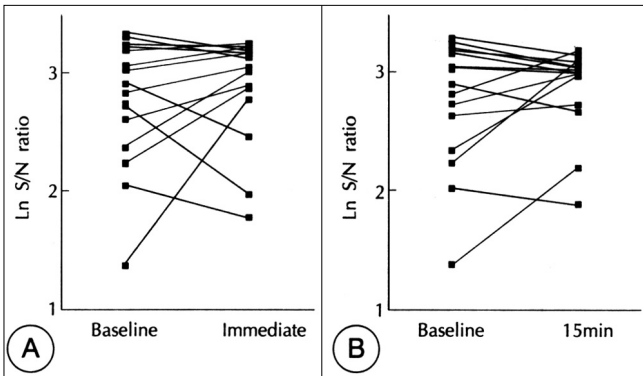 Ln S/N ratio
3
2
1
Baseline
Immediate
A
Ln S/N ratio
3
2
1
Baseline
15min
B